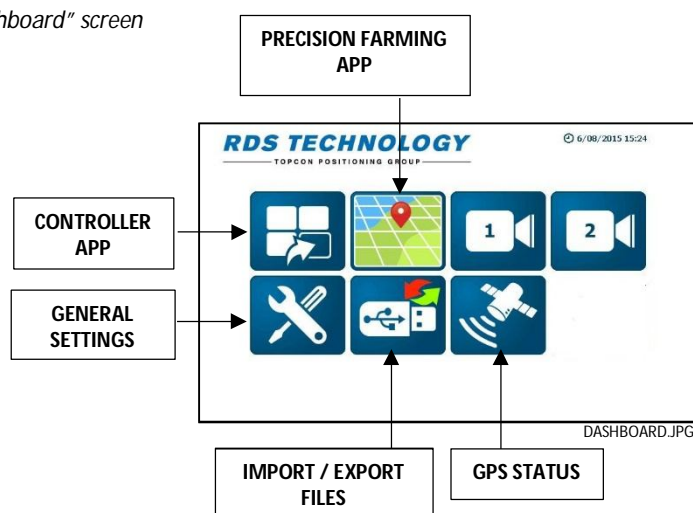 hboard" screen
PRECISION FARMING
APP
RDS TECHNOLOGY
TOPCON POSITIONING GROUP
6/08/2015 15:24
CONTROLLER
APP
1
2
GENERAL
SETTINGS
DASHBOARD.JPG
IMPORT / EXPORT
FILES
GPS STATUS